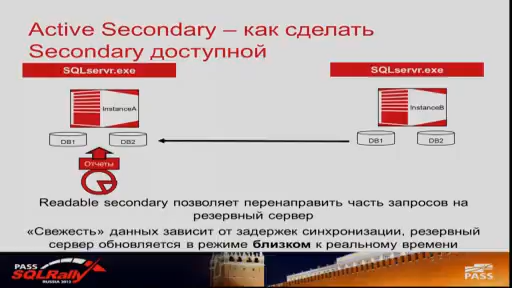 Active Secondary – как сделать
Secondary доступной
SQLservr.exe
SQLservr.exe
InstanceA
InstanceB
DB1
DB2
DB1
DB2
Отчеты
Readable secondary позволяет перенаправить часть запросов на
резервный сервер
«Свежесть» данных зависит от задержек синхронизации, резервный
сервер обновляется в режиме близком к реальному времени
PASS
SQLRally
RUSSIA 2013
PASS